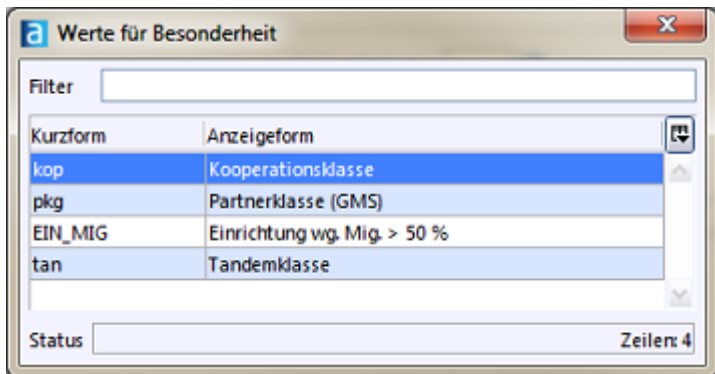 a Werte für Besonderheit
Filter
Kurzform Anzeigeform
kop Kooperationsklasse
pkg Partnerklasse (GMS)
EIN_MIG Einrichtung wg. Mig. > 50 %
tan Tandemklasse
Status Zeilen: 4